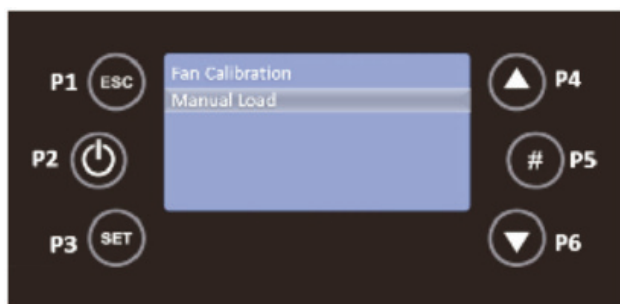 P1 ESC
Fan Calibration
P4
Manual Load
P2
# P5
P3 SET
P6